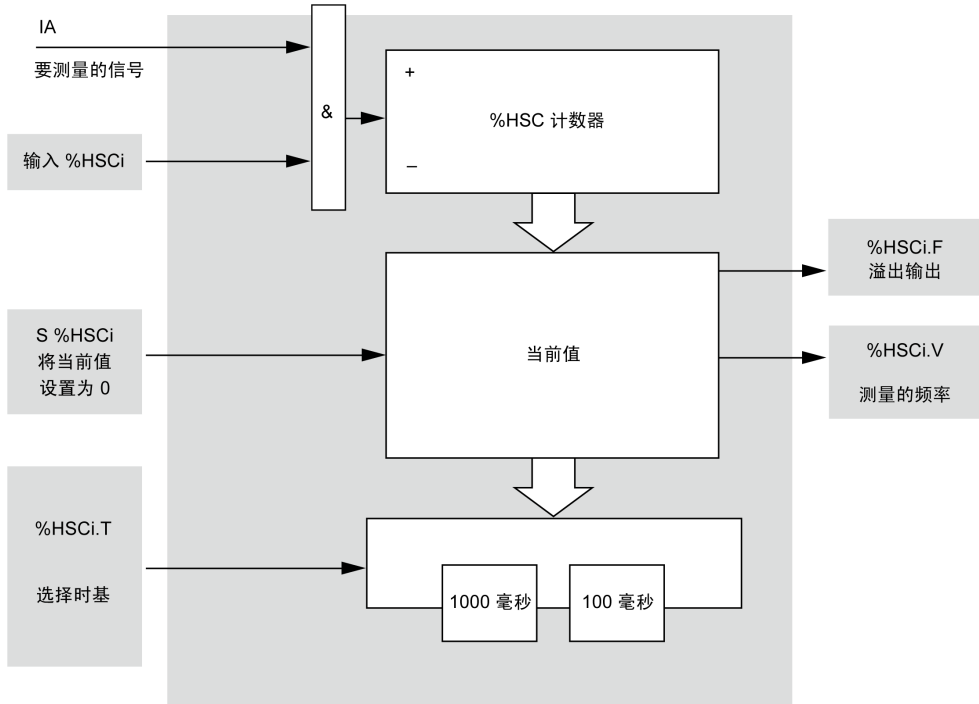 IA
要测量的信号
&
+
%HSC 计数器
–
输入 %HSCi
%HSCi.F
溢出输出
S %HSCi
将当前值
设置为 0
当前值
%HSCi.V
测量的频率
%HSCi.T
选择时基
1000 毫秒
100 毫秒